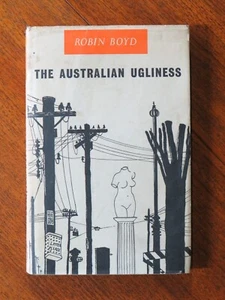 ROBIN BOYD
THE AUSTRALIAN UGLINESS